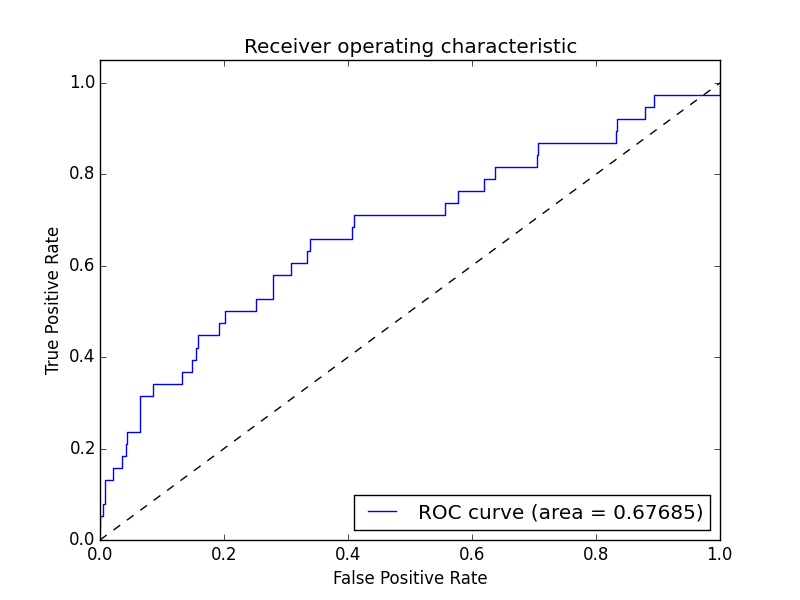 Receiver operating characteristic
1.0
0.8
0.6
0.4
0.2
0.0
True Positive Rate
ROC curve (area = 0.67685)
0.0 0.2 0.4 0.6 0.8 1.0
False Positive Rate